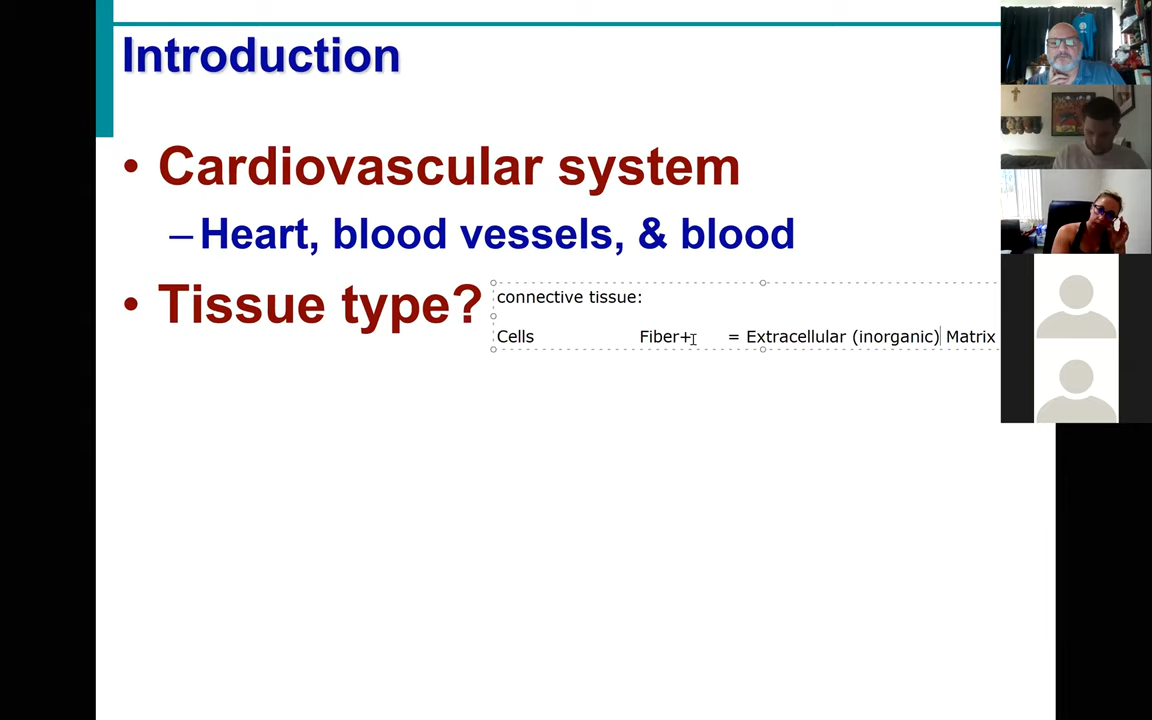 Introduction
• Cardiovascular system
– Heart, blood vessels, & blood
• Tissue type?
connective tissue:
Cells Fiber+ = Extracellular (inorganic) Matrix